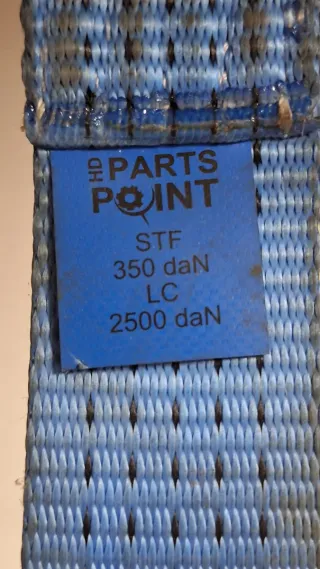 HD PARTS
POINT
STF
350 daN
LC
2500 daN